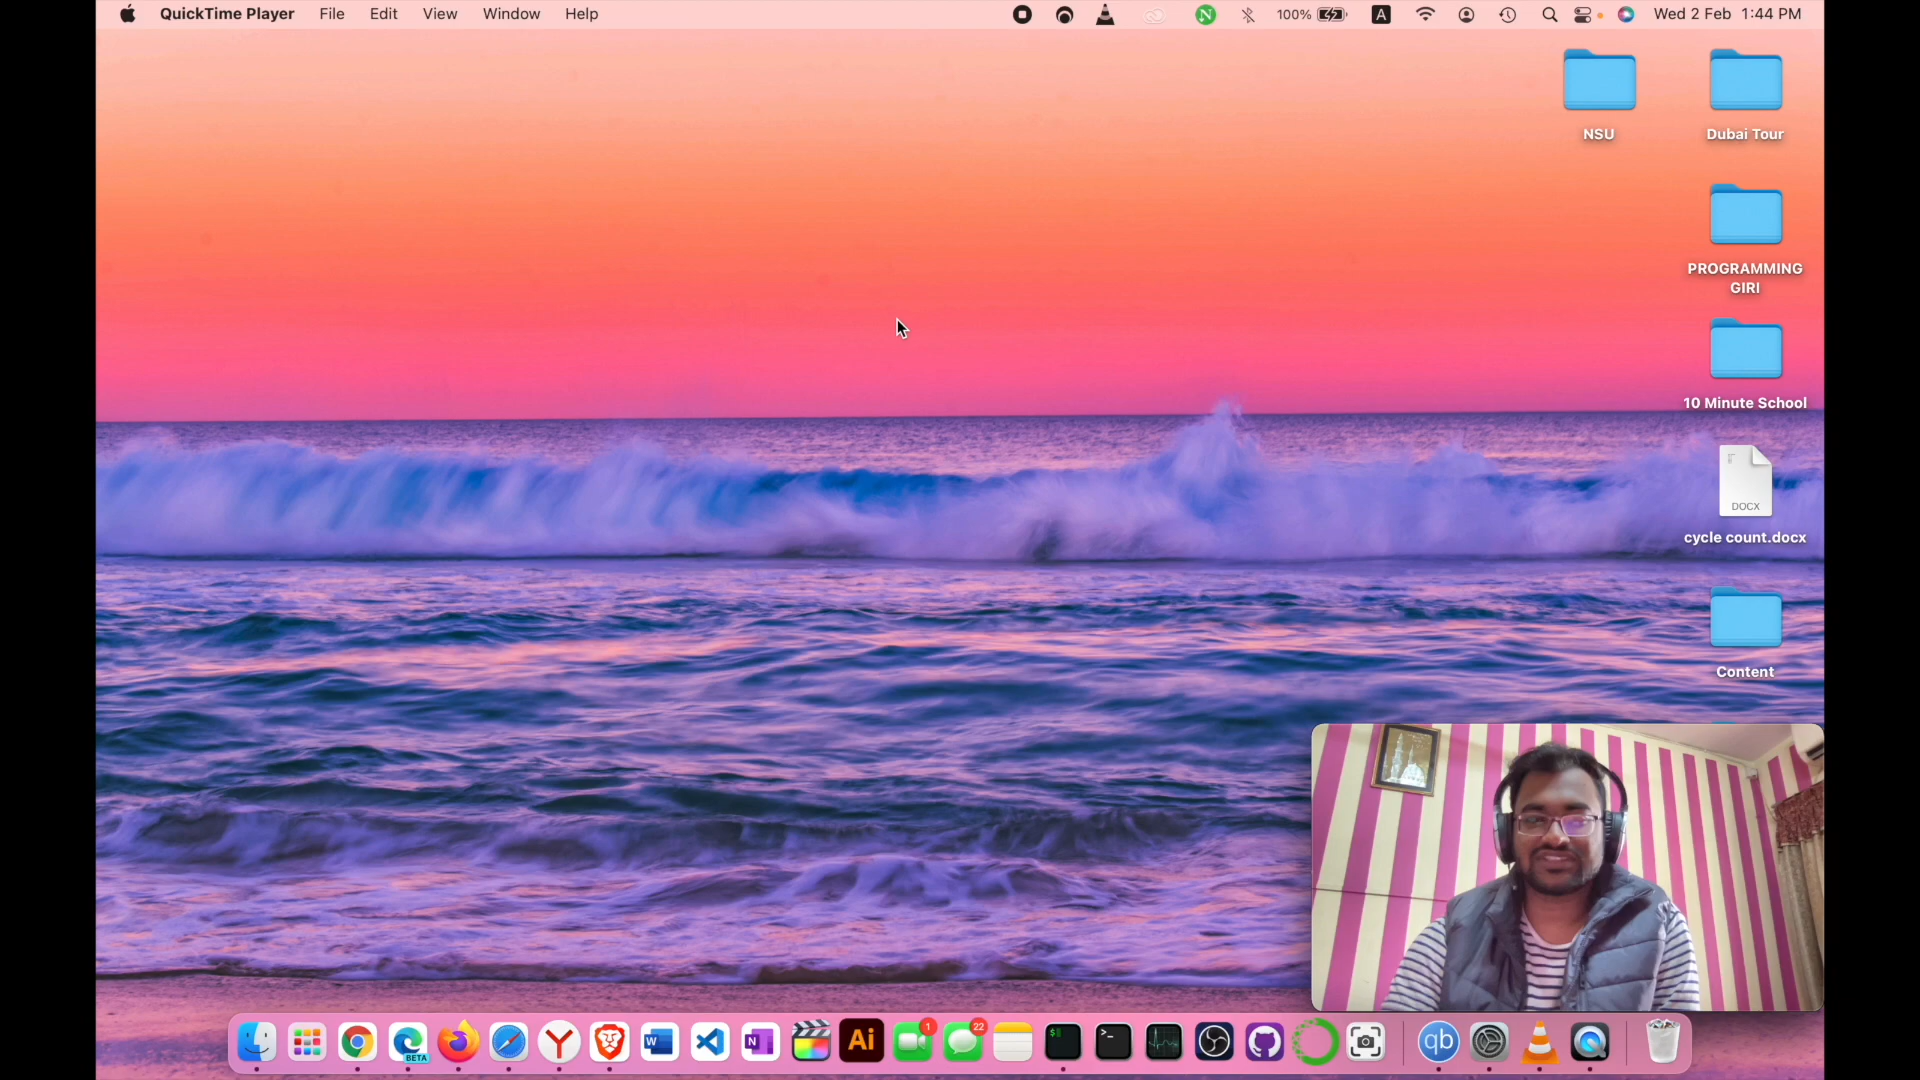 QuickTime Player File Edit View Window Help
N 100% A Wed 2 Feb 1:44 PM
NSU
Dubai Tour
PROGRAMMING
GIRI
10 Minute School
DOCX
cycle count.docx
Content
BETA
W
N
Ai
1
22
$
>_
qb